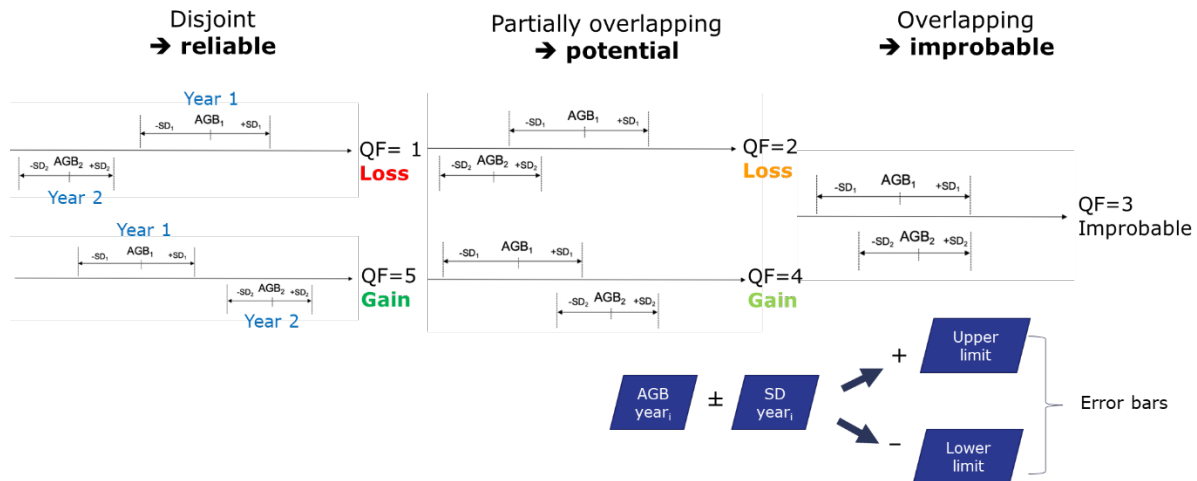 Disjoint
➔ reliable
Partially overlapping
➔ potential
Overlapping
➔ improbable
Year 1
-SD₁ AGB₁ +SD₁
-SD₂ AGB₂ +SD₂
Year 2
QF= 1
Loss
-SD₁ AGB₁ +SD₁
-SD₂ AGB₂ +SD₂
QF=2
Loss
-SD₁ AGB₁ +SD₁
-SD₂ AGB₂ +SD₂
QF=3
Improbable
Year 1
-SD₁ AGB₁ +SD₁
-SD₂ AGB₂ +SD₂
Year 2
QF=5
Gain
-SD₁ AGB₁ +SD₁
-SD₂ AGB₂ +SD₂
QF=4
Gain
AGB
yearᵢ
±
SD
yearᵢ
+
Upper
limit
−
Lower
limit
Error bars